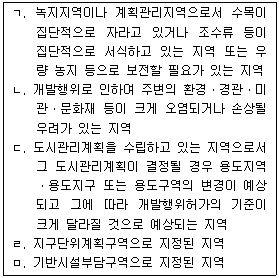 ㄱ. 녹지지역이나 계획관리지역으로서 수목이
집단적으로 자라고 있거나 조수류 등이
집단적으로 서식하고 있는 지역 또는 우
량 농지 등으로 보전할 필요가 있는 지역
ㄴ. 개발행위로 인하여 주변의 환경·경관·미
관·문화재 등이 크게 오염되거나 손상될
우려가 있는 지역
ㄷ. 도시관리계획을 수립하고 있는 지역으로서
그 도시관리계획이 결정될 경우 용도지역
·용도지구 또는 용도구역의 변경이 예상
되고 그에 따라 개발행위허가의 기준이
크게 달라질 것으로 예상되는 지역
ㄹ. 지구단위계획구역으로 지정된 지역
ㅁ. 기반시설부담구역으로 지정된 지역